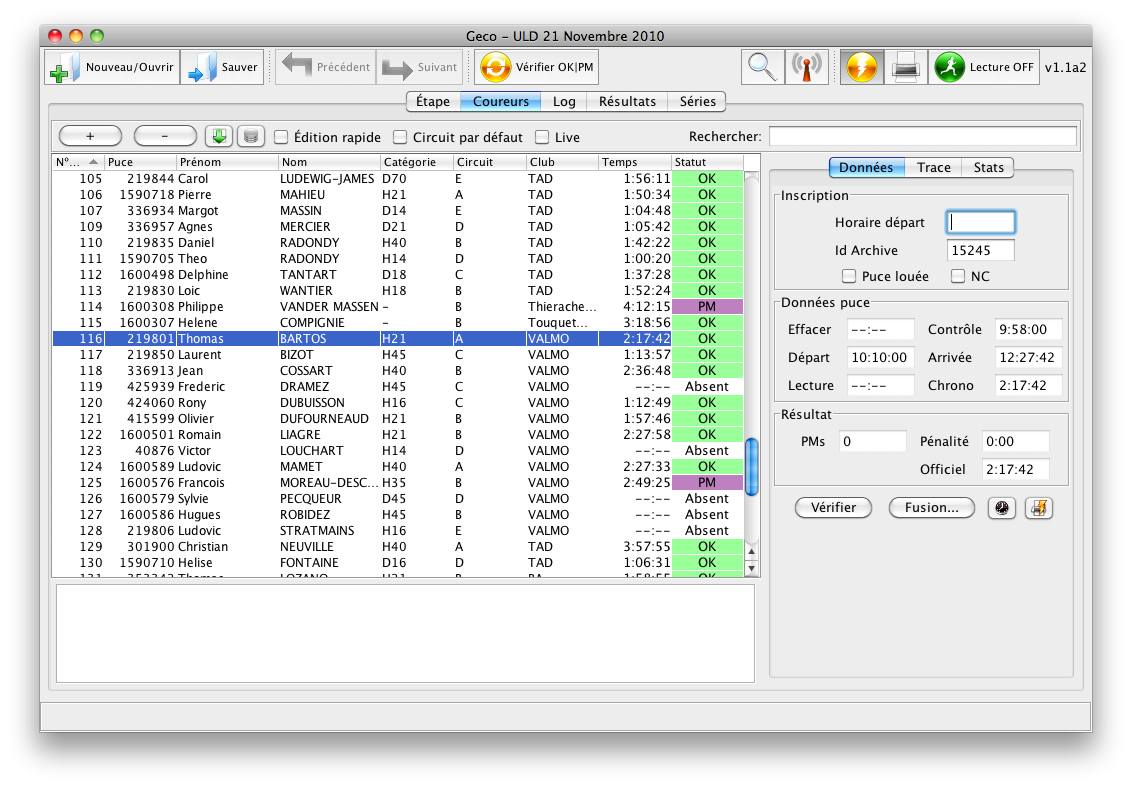 Geco – ULD 21 Novembre 2010
Nouveau/Ouvrir Sauver Précédent Suivant Vérifier OK|PM Lecture OFF v1.1a2
Étape Coureurs Log Résultats Séries
+ – Édition rapide Circuit par défaut Live Rechercher:
N°... Puce Prénom Nom Catégorie Circuit Club Temps Statut
105 219844 Carol LUDEWIG-JAMES D70 E TAD 1:56:11 OK
106 1590718 Pierre MAHIEU H21 A TAD 1:50:34 OK
107 336934 Margot MASSIN D14 E TAD 1:04:48 OK
109 336957 Agnes MERCIER D21 D TAD 1:05:42 OK
110 219835 Daniel RADONDY H40 B TAD 1:42:22 OK
111 1590705 Theo RADONDY H14 D TAD 1:00:20 OK
112 1600498 Delphine TANTART D18 C TAD 1:37:28 OK
113 219830 Loic WANTIER H18 B TAD 1:52:24 OK
114 1600308 Philippe VANDER MASSEN – B Thierache... 4:12:15 PM
115 1600307 Helene COMPIGNIE – B Touquet... 3:18:56 OK
116 219801 Thomas BARTOS H21 A VALMO 2:17:42 OK
117 219850 Laurent BIZOT H45 C VALMO 1:13:57 OK
118 336913 Jean COSSART H40 B VALMO 2:36:48 OK
119 425939 Frederic DRAMEZ H45 C VALMO --:-- Absent
120 424060 Rony DUBUISSON H16 C VALMO 1:12:49 OK
121 415599 Olivier DUFOURNEAUD H21 B VALMO 1:57:46 OK
122 1600501 Romain LIAGRE H21 B VALMO 2:27:58 OK
123 40876 Victor LOUCHART H14 D VALMO --:-- Absent
124 1600589 Ludovic MAMET H40 A VALMO 2:27:33 OK
125 1600576 Francois MOREAU-DESC... H35 B VALMO 2:49:25 PM
126 1600579 Sylvie PECQUEUR D45 D VALMO --:-- Absent
127 1600586 Hugues ROBIDEZ H45 B VALMO --:-- Absent
128 219806 Ludovic STRATMAINS H16 E VALMO --:-- Absent
129 301900 Christian NEUVILLE H40 A TAD 3:57:55 OK
130 1590710 Helise FONTAINE D16 D TAD 1:06:31 OK
Données Trace Stats
Inscription
Horaire départ
Id Archive 15245
Puce louée NC
Données puce
Effacer --:-- Contrôle 9:58:00
Départ 10:10:00 Arrivée 12:27:42
Lecture --:-- Chrono 2:17:42
Résultat
PMs 0 Pénalité 0:00
Officiel 2:17:42
Vérifier Fusion...